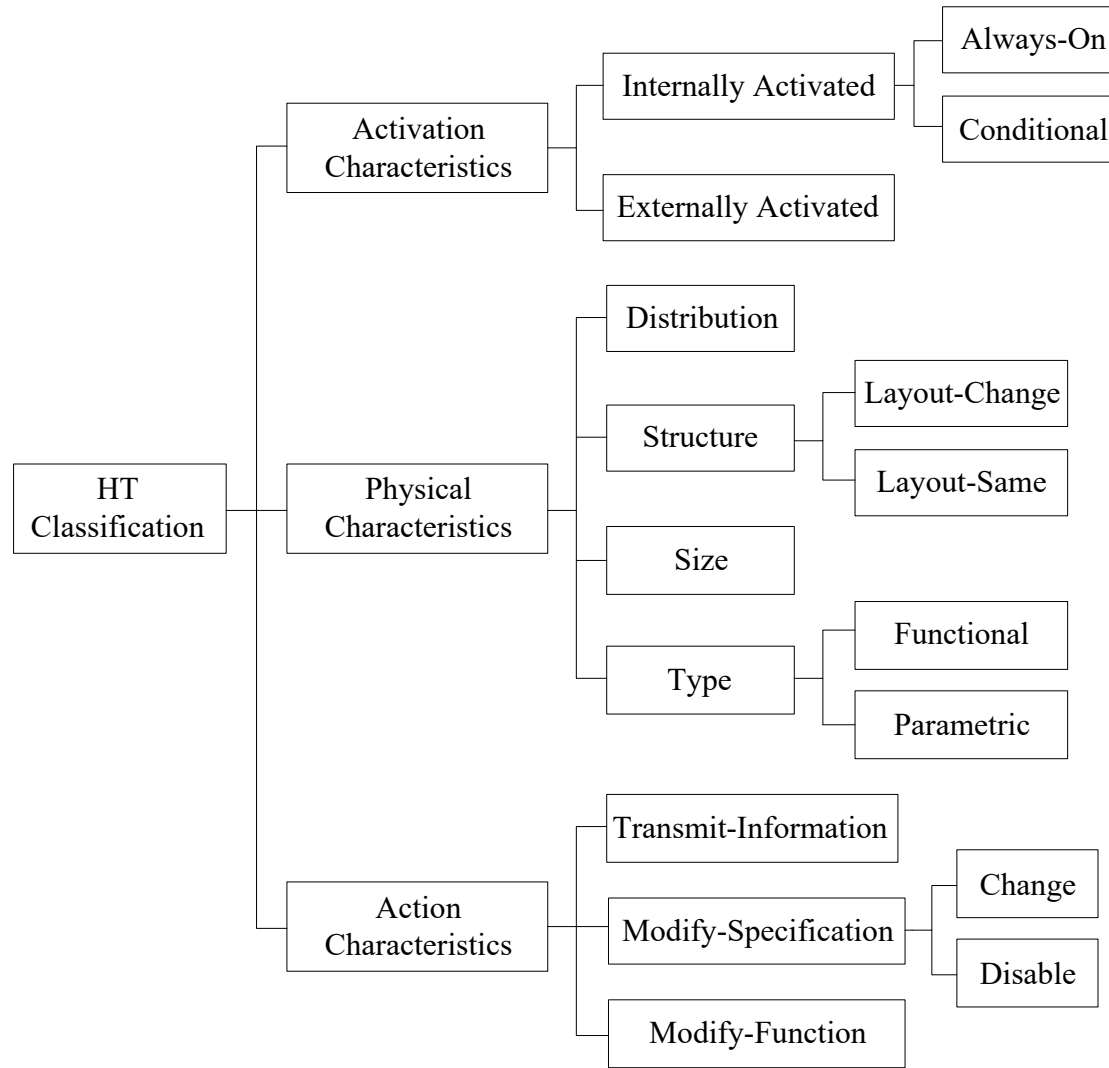 HT
Classification
Activation
Characteristics
Internally Activated
Always-On
Conditional
Externally Activated
Physical
Characteristics
Distribution
Structure
Layout-Change
Layout-Same
Size
Type
Functional
Parametric
Action
Characteristics
Transmit-Information
Modify-Specification
Change
Disable
Modify-Function